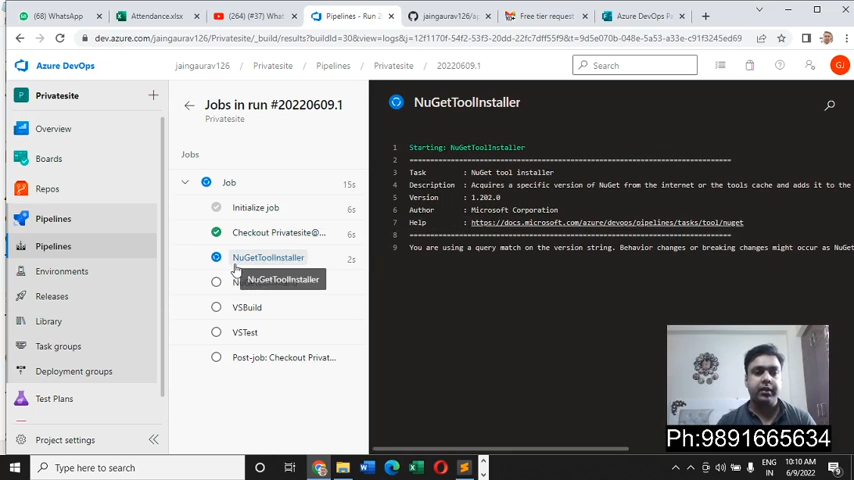 (68) WhatsApp
Attendance.xlsx
(264) (#37) Whats
Pipelines - Run 2
jaingaurav126/
Free tier request
Azure DevOps P
dev.azure.com/jaingaurav126/Privatesite/_build/results?buildId=30&view=logs&j=12f1170f-54f2-53f3-20dd-22fc7dff55f9&t=9d5e070b-048e-5a53-a33e-c91f3245ed69
Azure DevOps
jaingaurav126 / Privatesite / Pipelines / Privatesite / 20220609.1
Search
GJ
P
Privatesite
Overview
Boards
Repos
Pipelines
Pipelines
Environments
Releases
Library
Task groups
Deployment groups
Test Plans
Project settings
Jobs in run #20220609.1
Privatesite
Jobs
Job 15s
Initialize job 6s
Checkout Privatesite@... 6s
NuGetToolInstaller 2s
NuGetToolInstaller
VSBuild
VSTest
Post-job: Checkout Privat...
NuGetToolInstaller
1 Starting: NuGetToolInstaller
2 ==============================================================================
3 Task : NuGet tool installer
4 Description : Acquires a specific version of NuGet from the internet or the tools cache and adds it to the
5 Version : 1.202.0
6 Author : Microsoft Corporation
7 Help : https://docs.microsoft.com/azure/devops/pipelines/tasks/tool/nuget
8 ==============================================================================
9 You are using a query match on the version string. Behavior changes or breaking changes might occur as NuGet
Ph:9891665634
Type here to search
ENG
IN
10:10 AM
6/9/2022